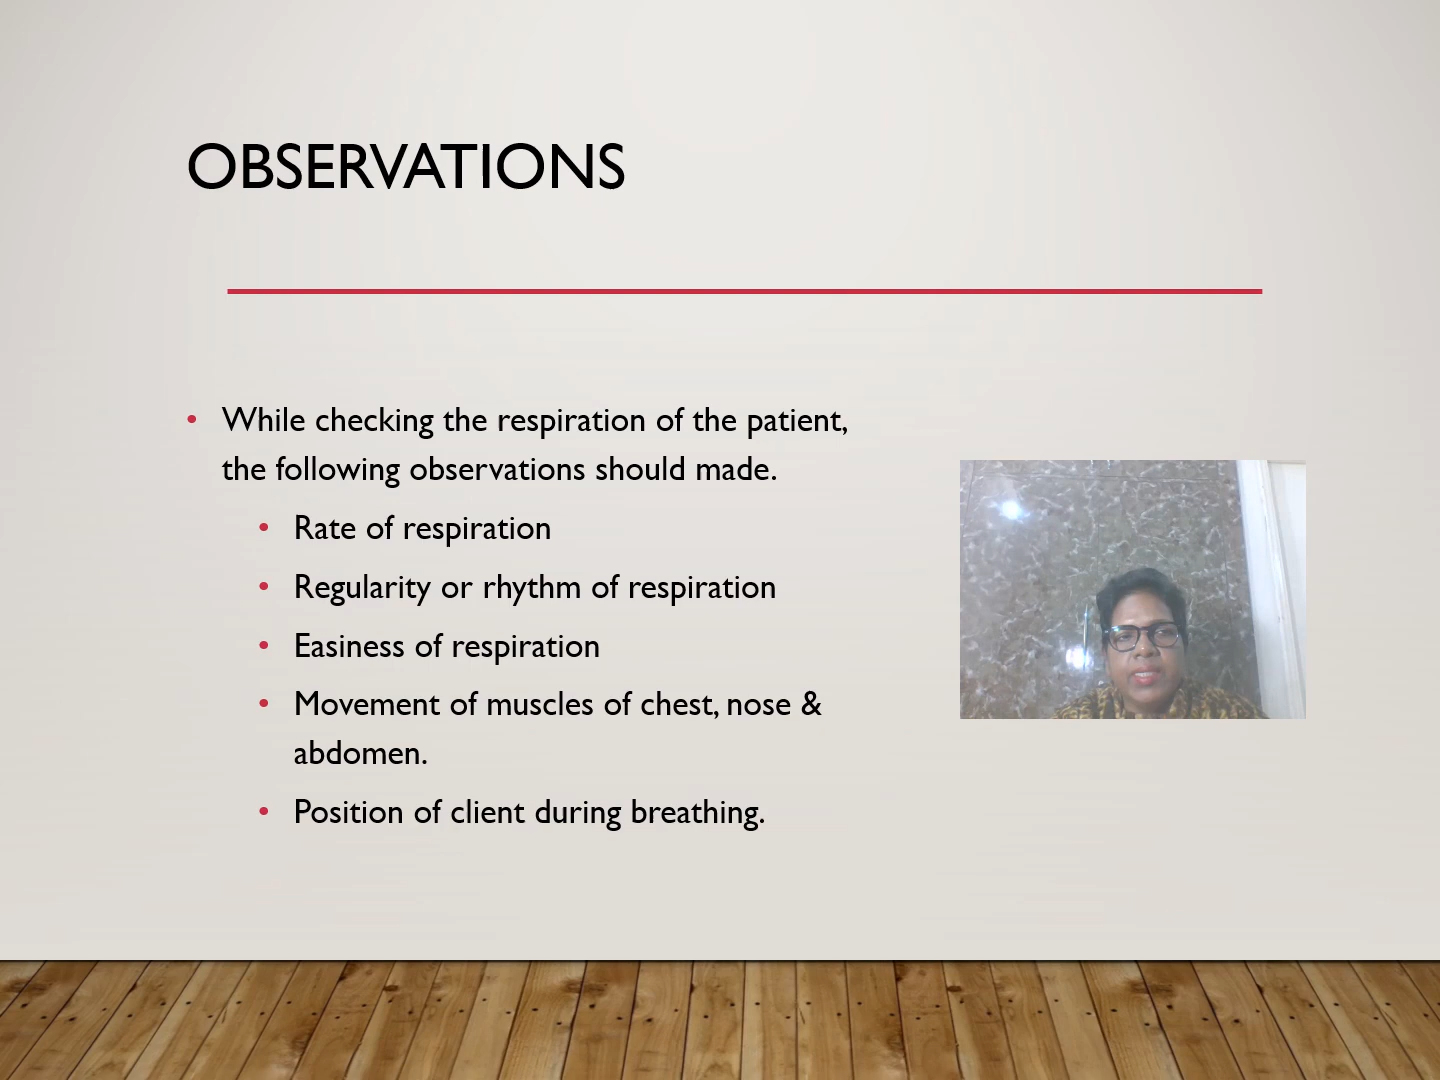 OBSERVATIONS
• While checking the respiration of the patient,
the following observations should made.
• Rate of respiration
• Regularity or rhythm of respiration
• Easiness of respiration
• Movement of muscles of chest, nose &
abdomen.
• Position of client during breathing.